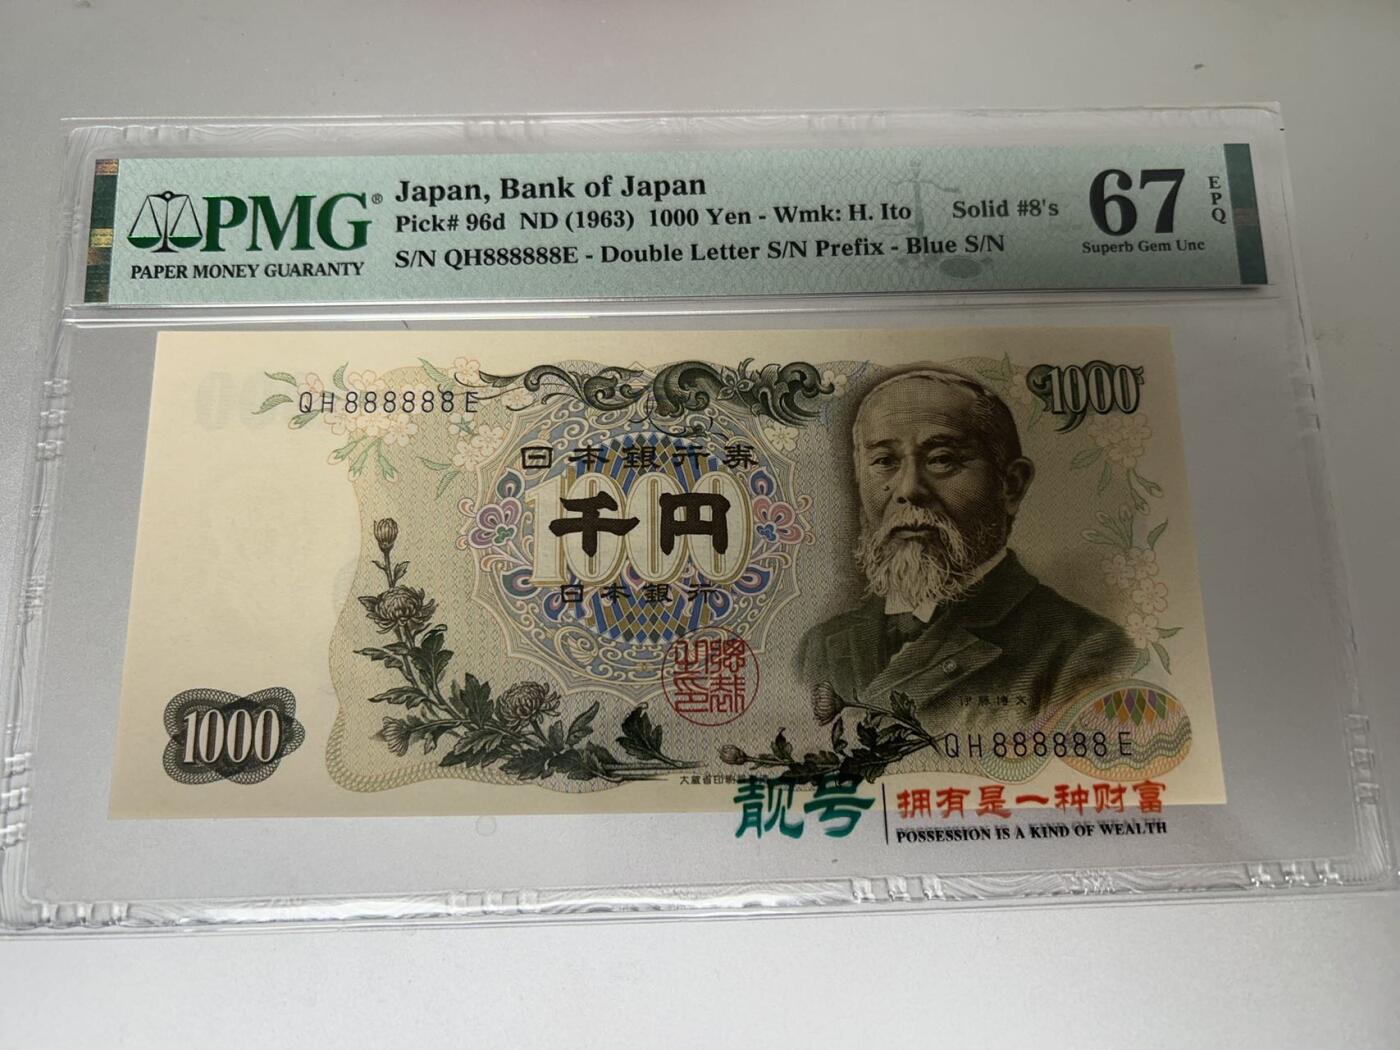 PMG®
PAPER MONEY GUARANTY
Japan, Bank of Japan
Pick# 96d ND (1963) 1000 Yen - Wmk: H. Ito
S/N QH888888E - Double Letter S/N Prefix - Blue S/N
Solid #8's
67
EPQ
Superb Gem Unc
1000
QH888888E
日本銀行券
1000
千円
日本銀行
伊藤博文
QH888888E
1000
靓号
拥有是一种财富
POSSESSION IS A KIND OF WEALTH